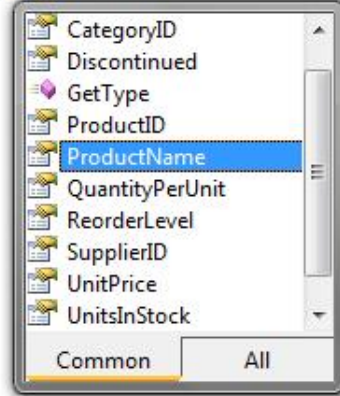 CategoryID
Discontinued
GetType
ProductID
ProductName
QuantityPerUnit
ReorderLevel
SupplierID
UnitPrice
UnitsInStock
Common All